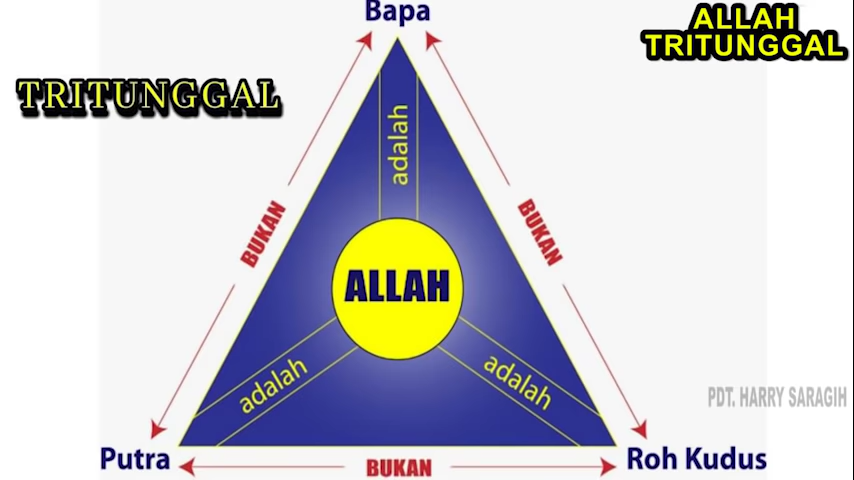 Bapa
ALLAH
TRITUNGGAL
TRITUNGGAL
adalah
BUKAN
BUKAN
ALLAH
adalah
adalah
PDT. HARRY SARAGIH
Putra
BUKAN
Roh Kudus